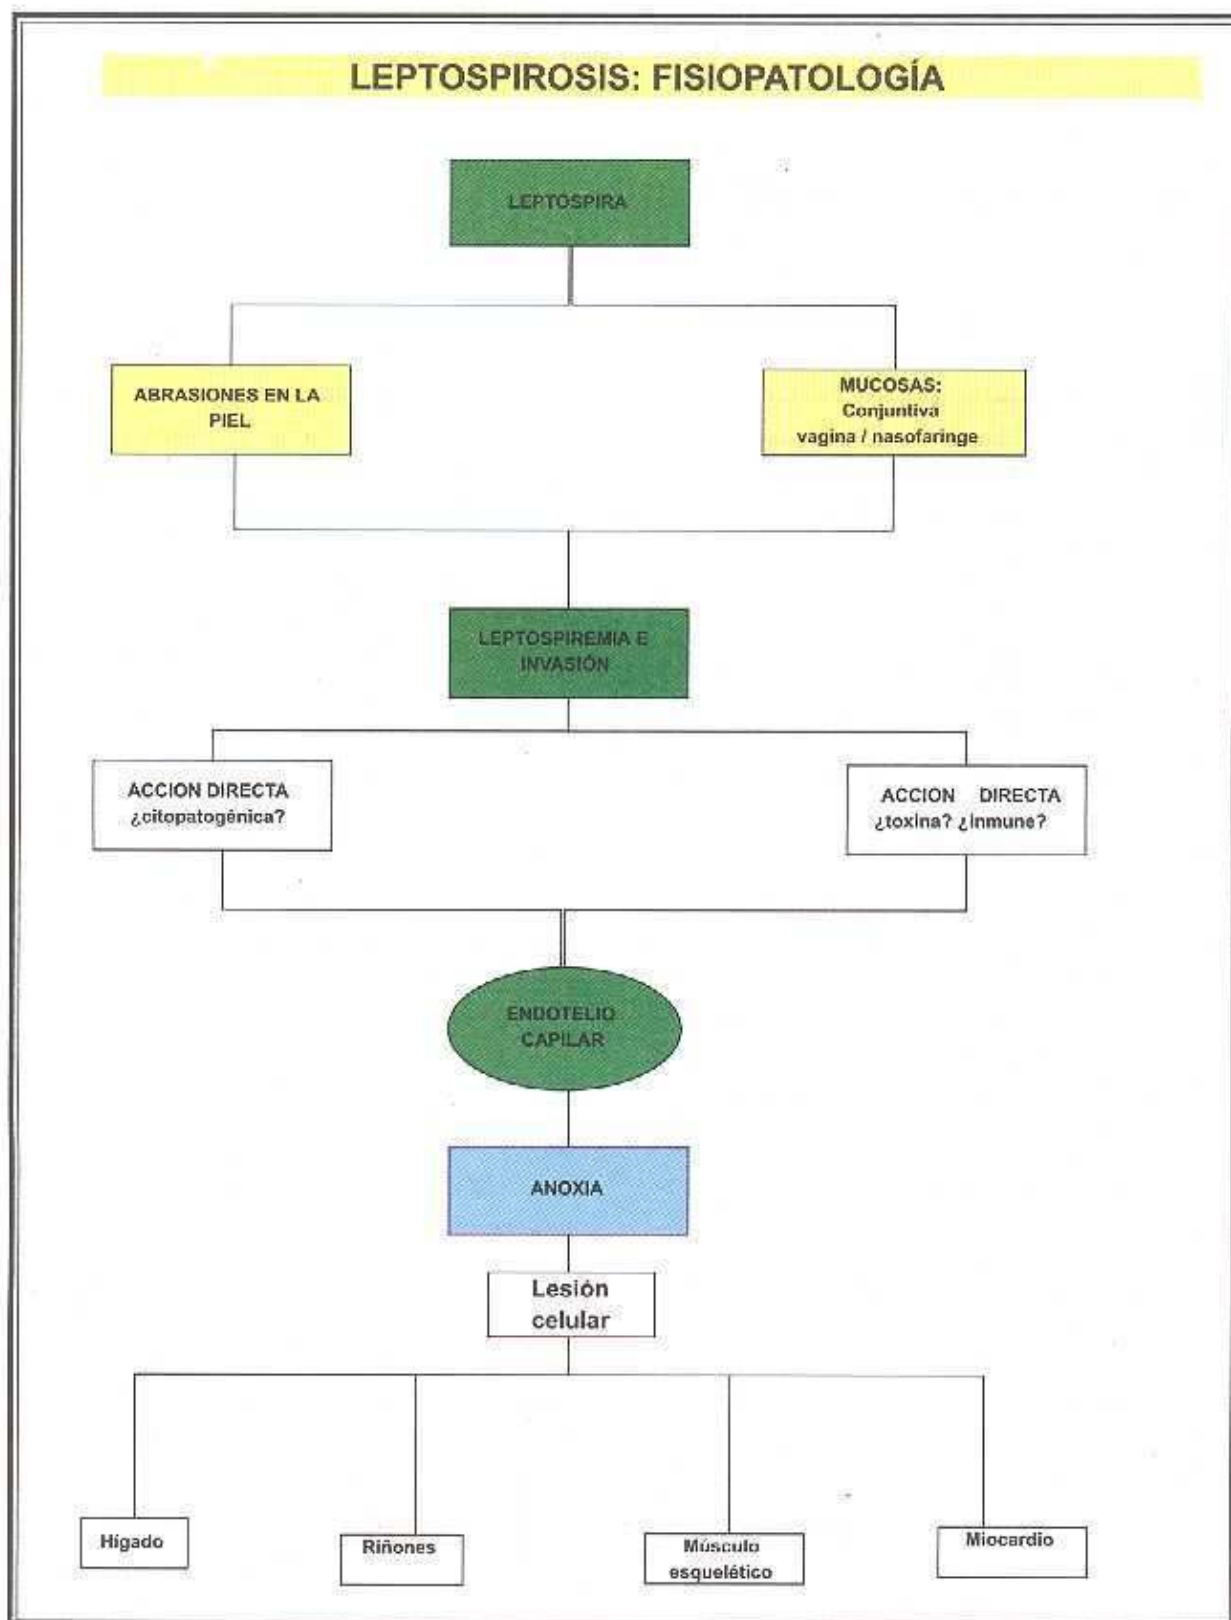 LEPTOSPIROSIS: FISIOPATOLOGÍA
LEPTOSPIRA
ABRASIONES EN LA
PIEL
MUCOSAS:
Conjuntiva
vagina / nasofaringe
LEPTOSPIREMIA E
INVASIÓN
ACCION DIRECTA
¿citopatogénica?
ACCION DIRECTA
¿toxina? ¿inmune?
ENDOTELIO
CAPILAR
ANOXIA
Lesión
celular
Hígado
Riñones
Músculo
esquelético
Miocardio